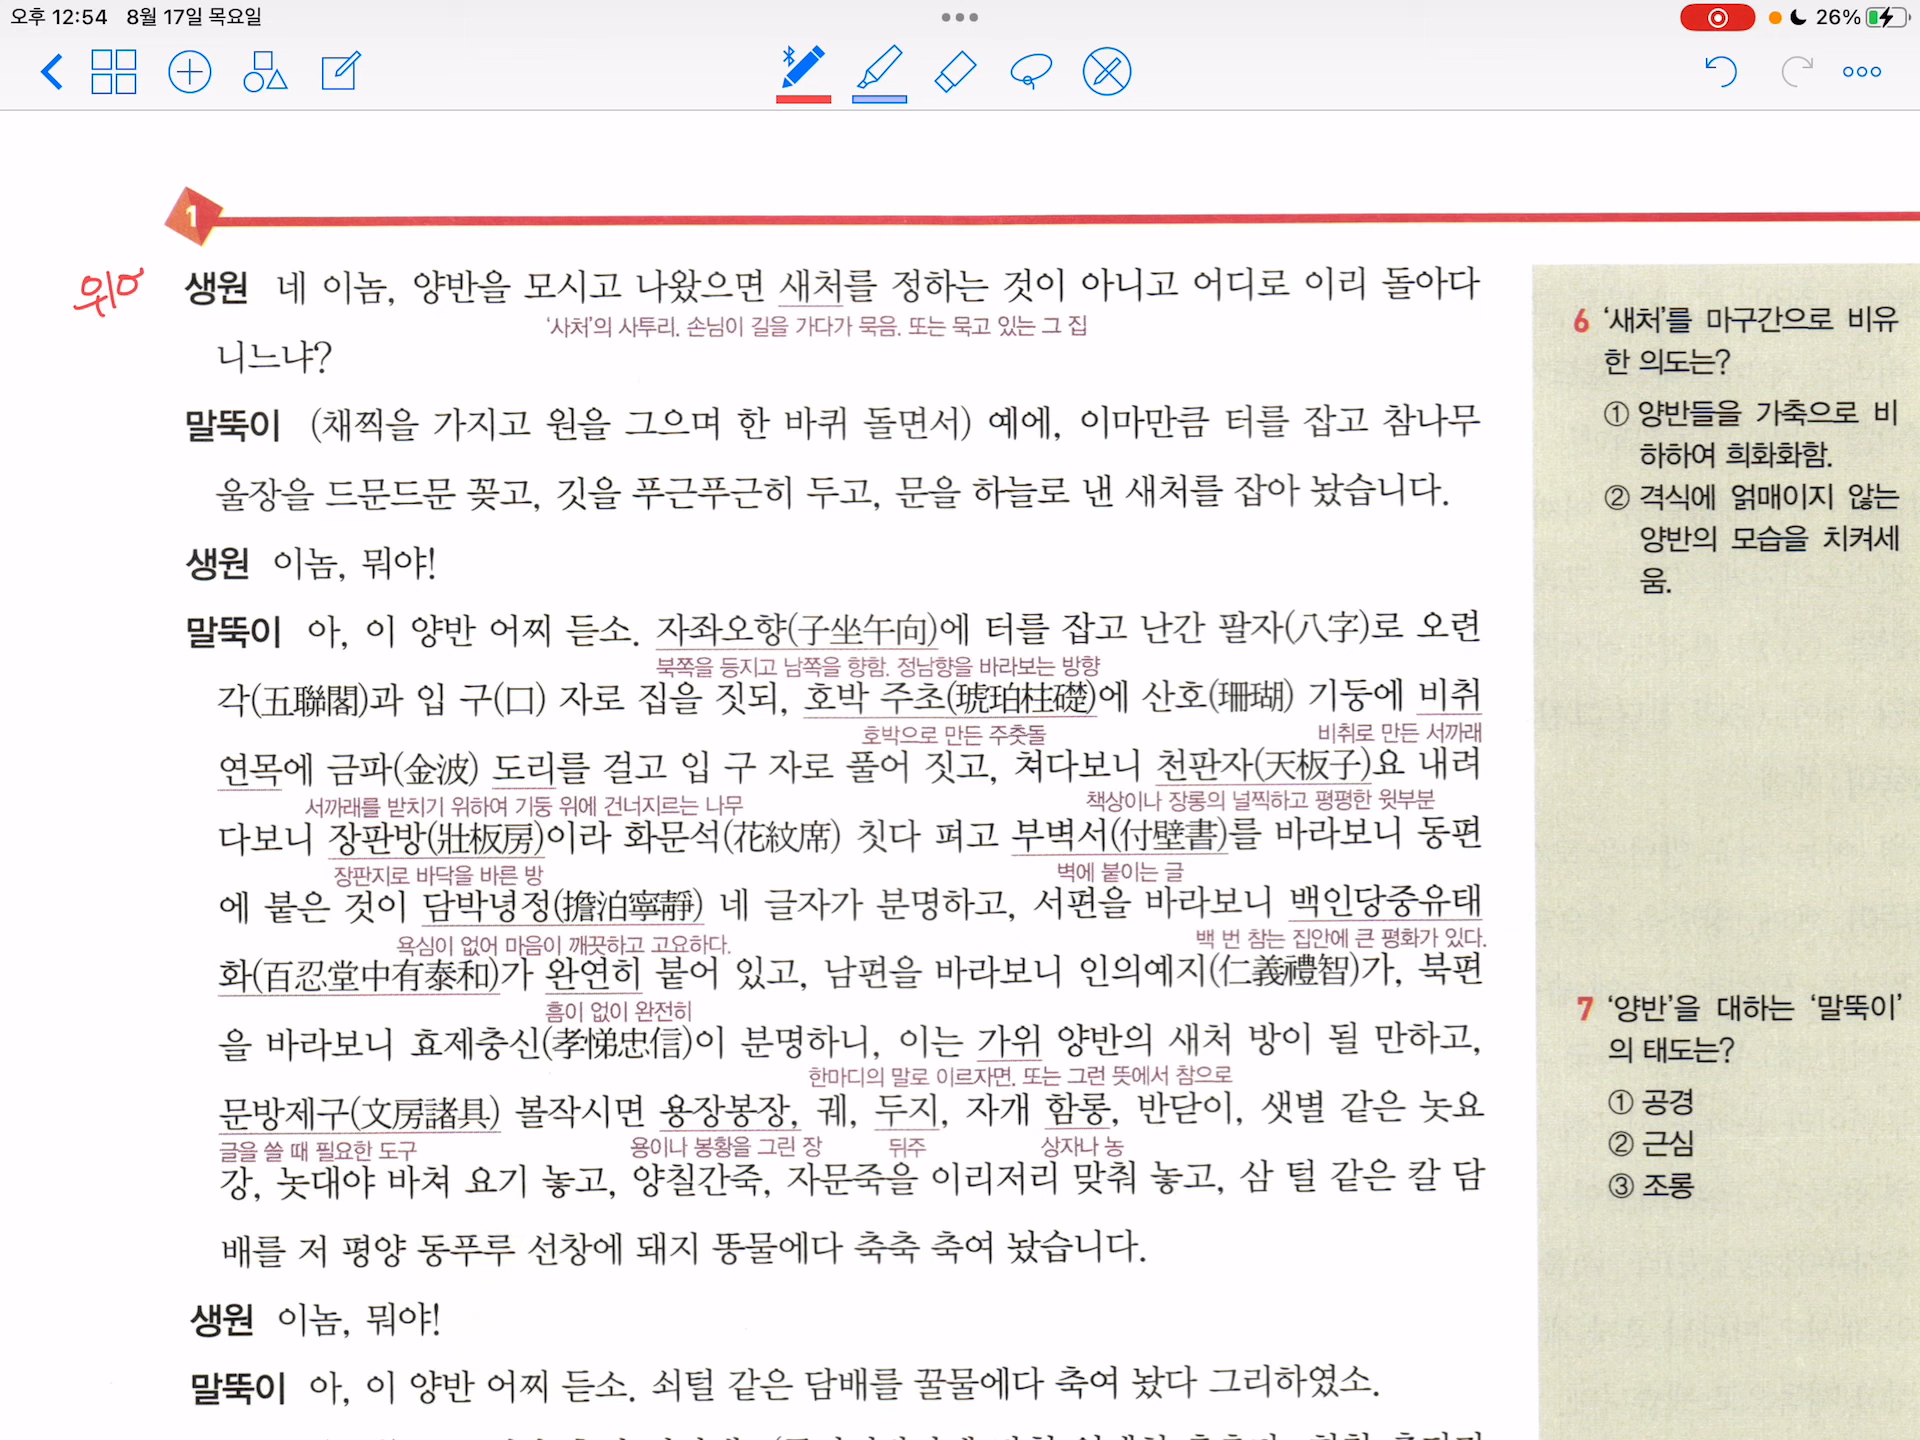 오후 12:54 8월 17일 목요일
26%
1
위엄
생원 네 이놈, 양반을 모시고 나왔으면 새처를 정하는 것이 아니고 어디로 이리 돌아다
'사처'의 사투리. 손님이 길을 가다가 묵음. 또는 묵고 있는 그 집
니느냐?
말뚝이 (채찍을 가지고 원을 그으며 한 바퀴 돌면서) 예에, 이마만큼 터를 잡고 참나무
울장을 드문드문 꽂고, 깃을 푸근푸근히 두고, 문을 하늘로 낸 새처를 잡아 놨습니다.
생원 이놈, 뭐야!
말뚝이 아, 이 양반 어찌 듣소. 자좌오향(子坐午向)에 터를 잡고 난간 팔자(八字)로 오련
북쪽을 등지고 남쪽을 향함. 정남향을 바라보는 방향
각(五聯閣)과 입 구(口) 자로 집을 짓되, 호박 주초(琥珀柱礎)에 산호(珊瑚) 기둥에 비취
호박으로 만든 주춧돌 비취로 만든 서까래
연목에 금파(金波) 도리를 걸고 입 구 자로 풀어 짓고, 쳐다보니 천판자(天板子)요 내려
서까래를 받치기 위하여 기둥 위에 건너지르는 나무 책상이나 장롱의 널찍하고 평평한 윗부분
다보니 장판방(壯板房)이라 화문석(花紋席) 칫다 펴고 부벽서(付壁書)를 바라보니 동편
장판지로 바닥을 바른 방 벽에 붙이는 글
에 붙은 것이 담박녕정(擔泊寧靜) 네 글자가 분명하고, 서편을 바라보니 백인당중유태
욕심이 없어 마음이 깨끗하고 고요하다. 백 번 참는 집안에 큰 평화가 있다.
화(百忍堂中有泰和)가 완연히 붙어 있고, 남편을 바라보니 인의예지(仁義禮智)가, 북편
흠이 없이 완전히
을 바라보니 효제충신(孝悌忠信)이 분명하니, 이는 가위 양반의 새처 방이 될 만하고,
한마디의 말로 이르자면. 또는 그런 뜻에서 참으로
문방제구(文房諸具) 볼작시면 용장봉장, 궤, 두지, 자개 함롱, 반닫이, 샛별 같은 놋요
글을 쓸 때 필요한 도구 용이나 봉황을 그린 장 뒤주 상자나 농
강, 놋대야 바쳐 요기 놓고, 양칠간죽, 자문죽을 이리저리 맞춰 놓고, 삼 털 같은 칼 담
배를 저 평양 동푸루 선창에 돼지 똥물에다 축축 축여 놨습니다.
생원 이놈, 뭐야!
말뚝이 아, 이 양반 어찌 듣소. 쇠털 같은 담배를 꿀물에다 축여 놨다 그리하였소.
6 '새처'를 마구간으로 비유
한 의도는?
① 양반들을 가축으로 비
하하여 희화화함.
② 격식에 얽매이지 않는
양반의 모습을 치켜세
움.
7 '양반'을 대하는 '말뚝이'
의 태도는?
① 공경
② 근심
③ 조롱